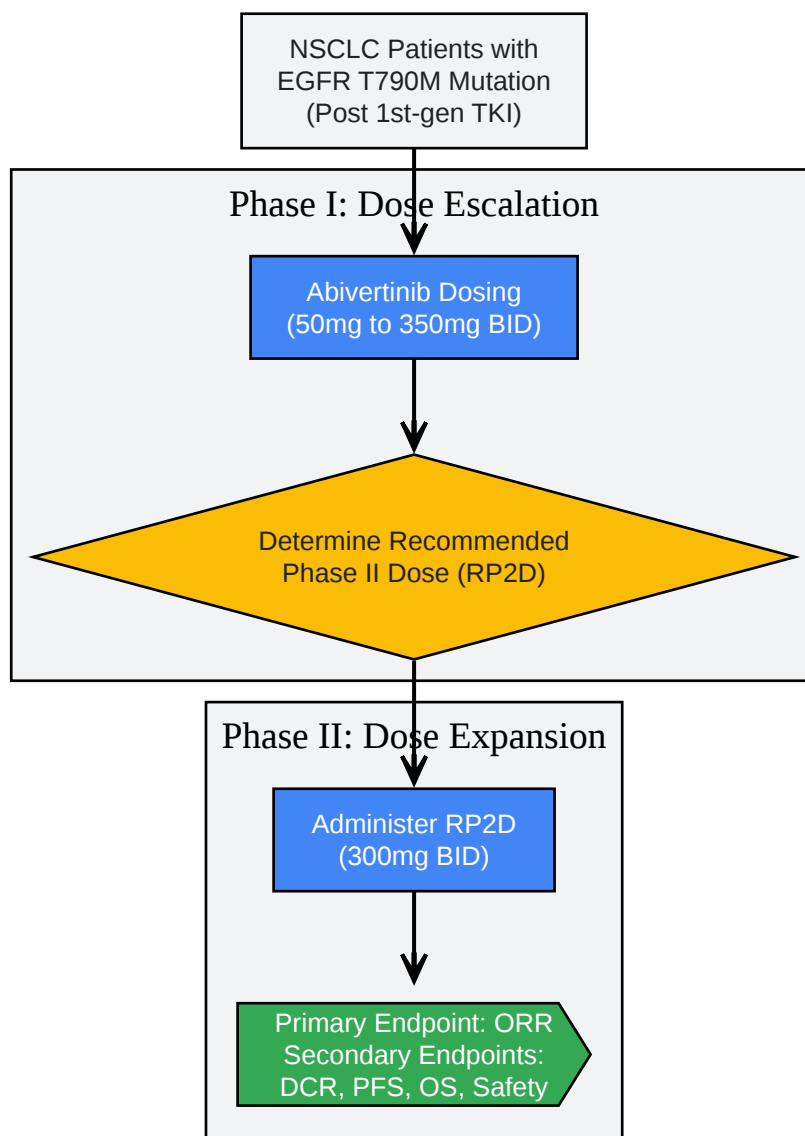 NSCLC Patients with
EGFR T790M Mutation
(Post 1st-gen TKI)
Phase I: Dose Escalation
Abivertinib Dosing
(50mg to 350mg BID)
Determine Recommended
Phase II Dose (RP2D)
Phase II: Dose Expansion
Administer RP2D
(300mg BID)
Primary Endpoint: ORR
Secondary Endpoints:
DCR, PFS, OS, Safety